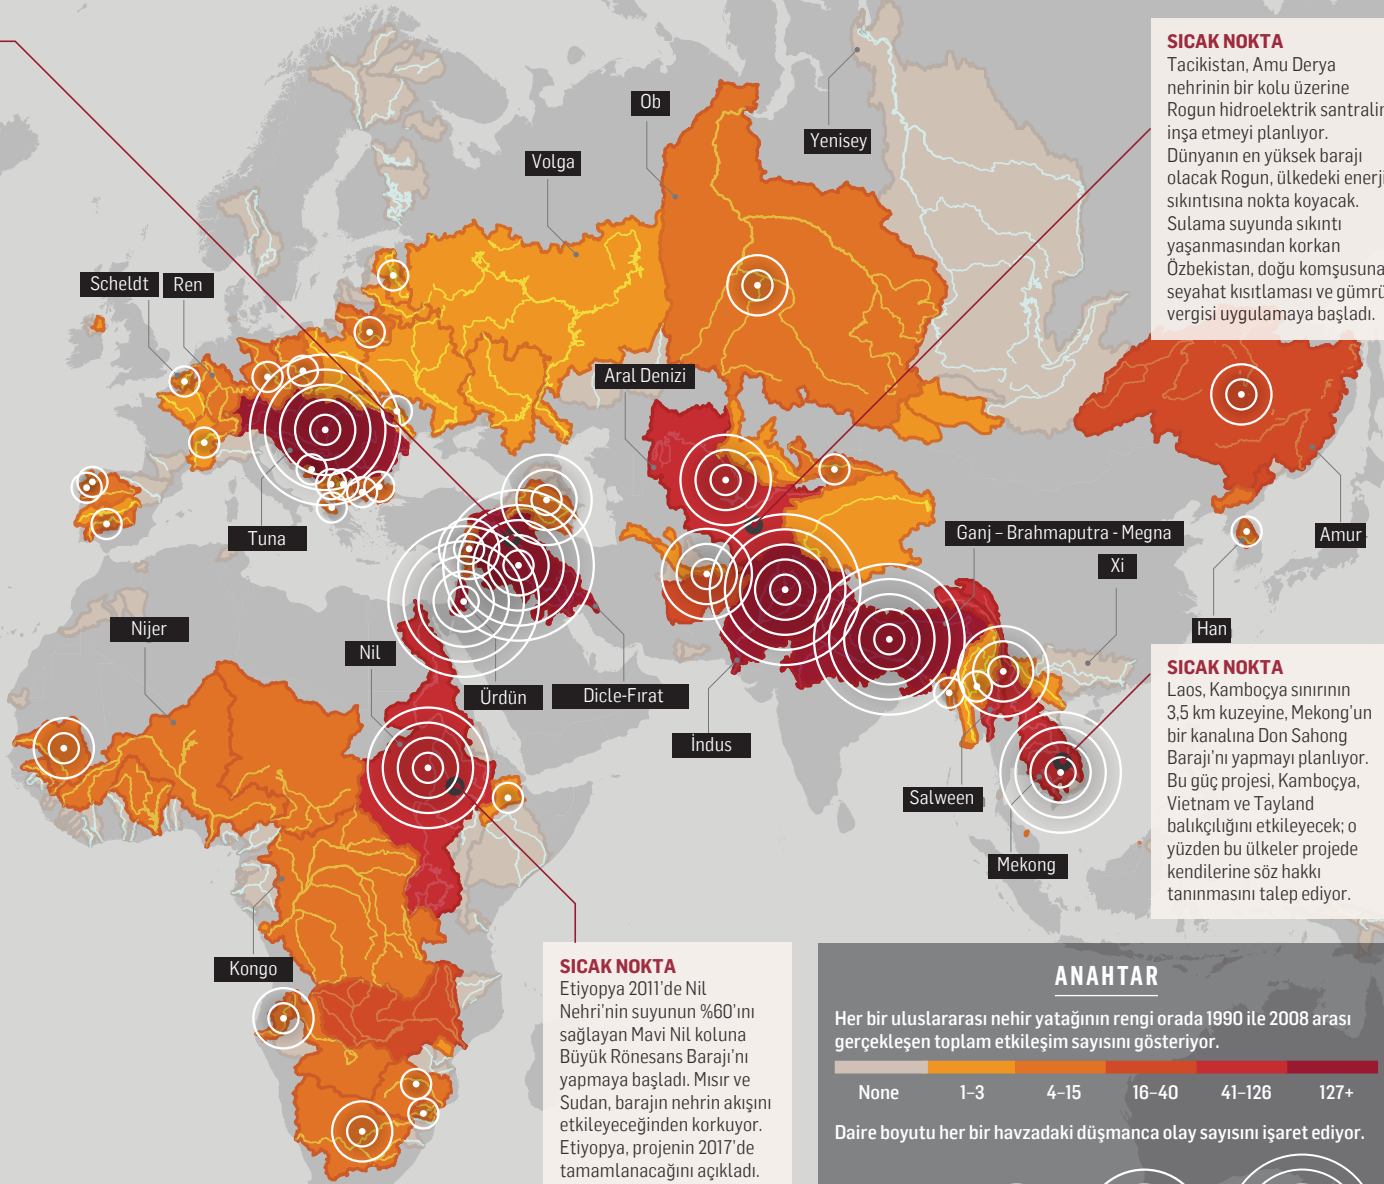 SICAK NOKTA
Tacikistan, Amu Derya
nehrinin bir kolu üzerine
Rogun hidroelektrik
inşa etmeyi planlıyor.
Dünyanın en yüksek barajı
olacak Rogun, ülkedeki enerji
sıkıntısına nokta koyacak.
Sulama suyunda sıkıntı
yaşanmasından korkan
Özbekistan, doğu komşusuna
seyahat kısıtlaması ve
vergisi uygulamaya başladı.
Ob
Yenisey
Volga
Scheldt
Ren
Aral Denizi
Tuna
Ganj – Brahmaputra - Megna
Amur
Xi
Han
Nijer
Nil
Ürdün
Dicle-Fırat
İndus
Salween
Mekong
Kongo
SICAK NOKTA
Laos, Kamboçya sınırının
3,5 km kuzeyine, Mekong'un
bir kanalına Don Sahong
Barajı'nı yapmayı planlıyor.
Bu güç projesi, Kamboçya,
Vietnam ve Tayland
balıkçılığını etkileyecek; o
yüzden bu ülkeler projede
kendilerine söz hakkı
tanınmasını talep ediyor.
SICAK NOKTA
Etiyopya 2011'de Nil
Nehri'nin suyunun %60'ını
sağlayan Mavi Nil koluna
Büyük Rönesans Barajı'nı
yapmaya başladı. Mısır ve
Sudan, barajın nehrin akışını
etkileyeceğinden korkuyor.
Etiyopya, projenin 2017'de
tamamlanacağını açıkladı.
ANAHTAR
Her bir uluslararası nehir yatağının rengi orada 1990 ile 2008 arası
gerçekleşen toplam etkileşim sayısını gösteriyor.
None 1–3 4–15 16–40 41–126 127+
Daire boyutu her bir havzadaki düşmanca olay sayısını işaret ediyor.